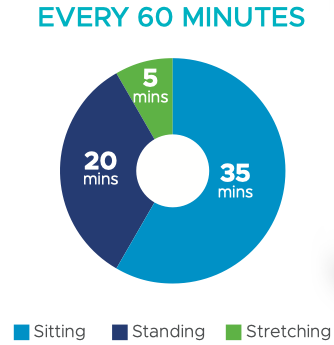 EVERY 60 MINUTES
5
mins
20
mins
35
mins
Sitting
Standing
Stretching